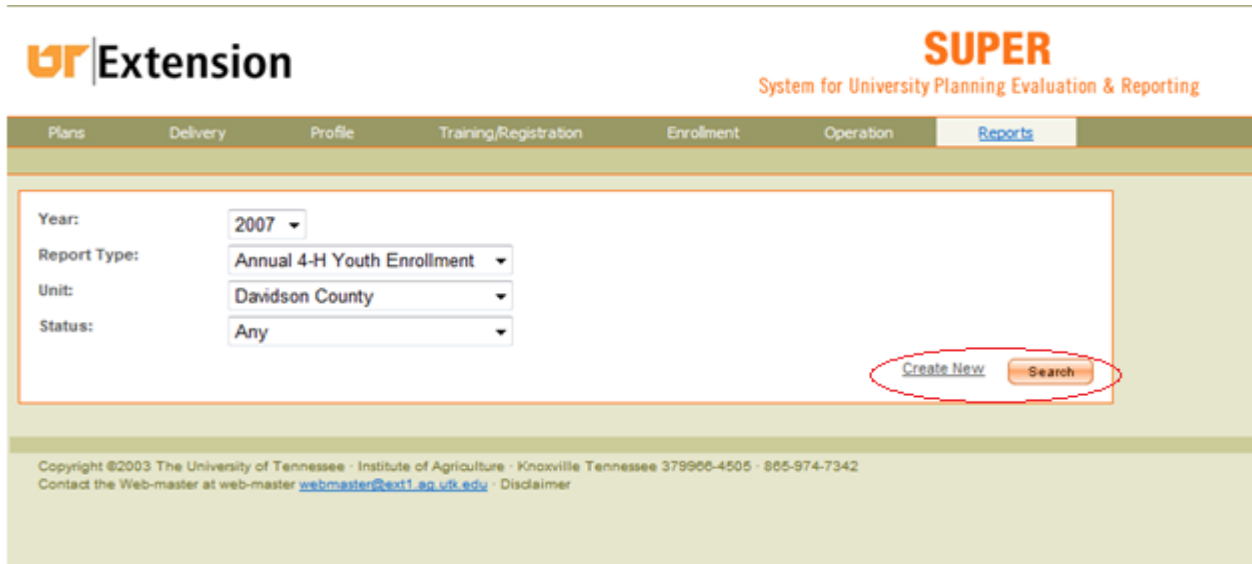 UT Extension
SUPER
System for University Planning Evaluation & Reporting
Plans Delivery Profile Training/Registration Enrollment Operation Reports
Year: 2007
Report Type: Annual 4-H Youth Enrollment
Unit: Davidson County
Status: Any
Create New Search
Copyright ©2003 The University of Tennessee · Institute of Agriculture · Knoxville Tennessee 379966-4505 · 865-974-7342
Contact the Web-master at web-master webmaster@ext1.ag.utk.edu · Disclaimer